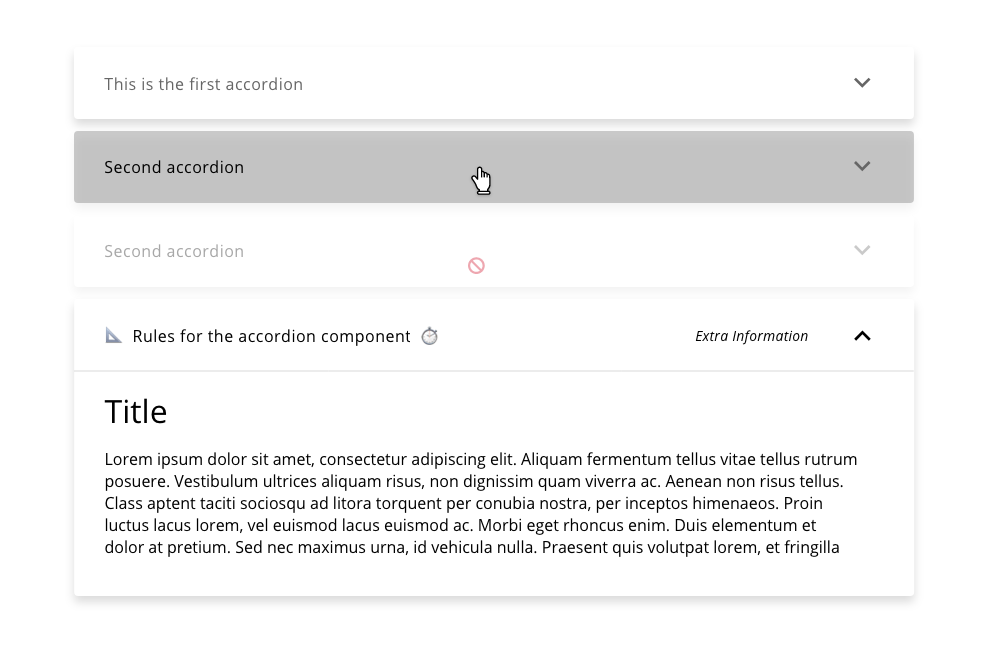 This is the first accordion
Second accordion
Second accordion
Rules for the accordion component
Extra Information
Title
Lorem ipsum dolor sit amet, consectetur adipiscing elit. Aliquam fermentum tellus vitae tellus rutrum
posuere. Vestibulum ultrices aliquam risus, non dignissim quam viverra ac. Aenean non risus tellus.
Class aptent taciti sociosqu ad litora torquent per conubia nostra, per inceptos himenaeos. Proin
luctus lacus lorem, vel euismod lacus euismod ac. Morbi eget rhoncus enim. Duis elementum et
dolor at pretium. Sed nec maximus urna, id vehicula nulla. Praesent quis volutpat lorem, et fringilla